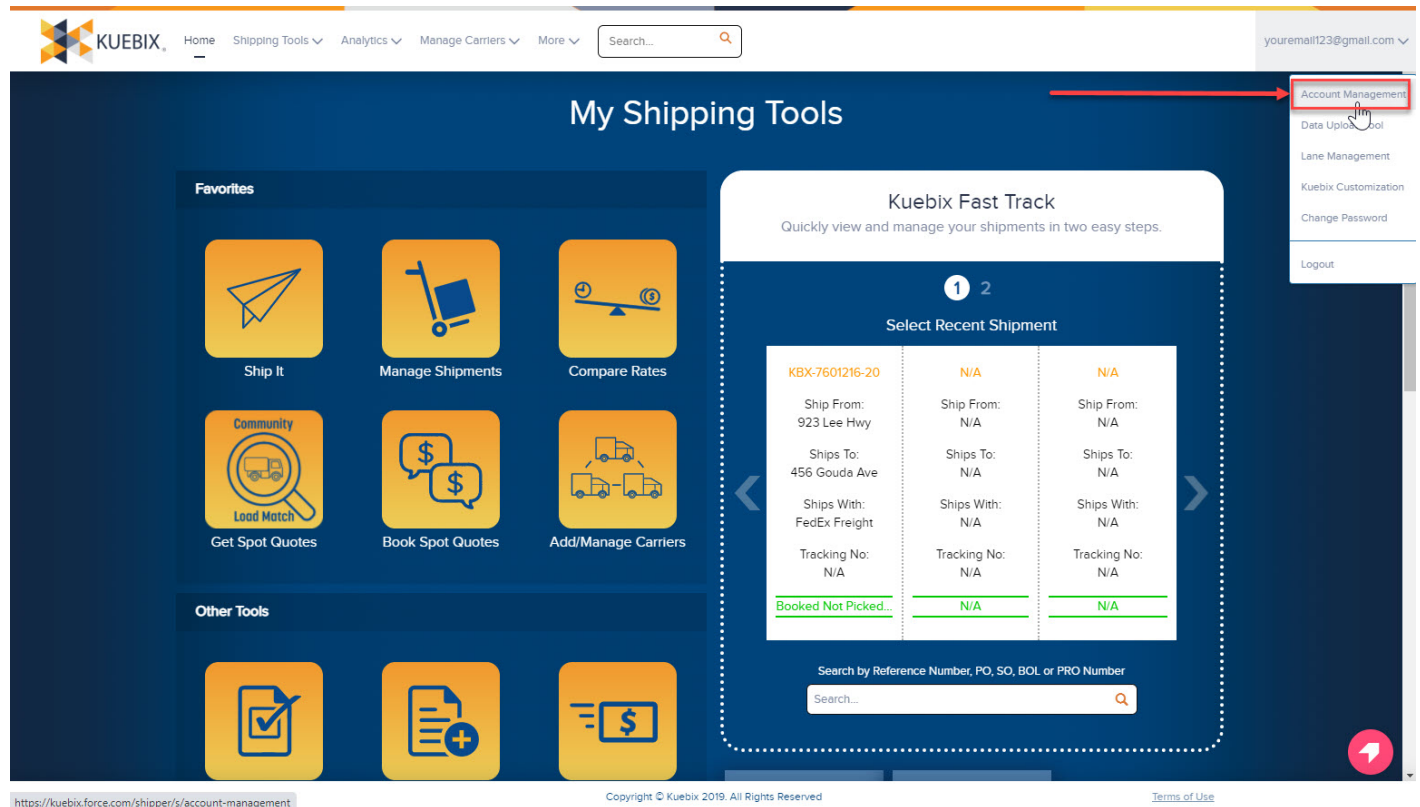 KUEBIX
Home Shipping Tools Analytics Manage Carriers More Search... youremail123@gmail.com
Account Management
Data Upload Tool
Lane Management
Kuebix Customization
Change Password
Logout
My Shipping Tools
Favorites
Ship It Manage Shipments Compare Rates
Community
Load Match
Get Spot Quotes Book Spot Quotes Add/Manage Carriers
Other Tools
Kuebix Fast Track
Quickly view and manage your shipments in two easy steps.
1 2
Select Recent Shipment
KBX-7601216-20 N/A N/A
Ship From: Ship From: Ship From:
923 Lee Hwy N/A N/A
Ships To: Ships To: Ships To:
456 Gouda Ave N/A N/A
Ships With: Ships With: Ships With:
FedEx Freight N/A N/A
Tracking No: Tracking No: Tracking No:
N/A N/A N/A
Booked Not Picked... N/A N/A
Search by Reference Number, PO, SO, BOL or PRO Number
Search...
https://kuebix.force.com/shipper/s/account-management
Copyright © Kuebix 2019. All Rights Reserved
Terms of Use